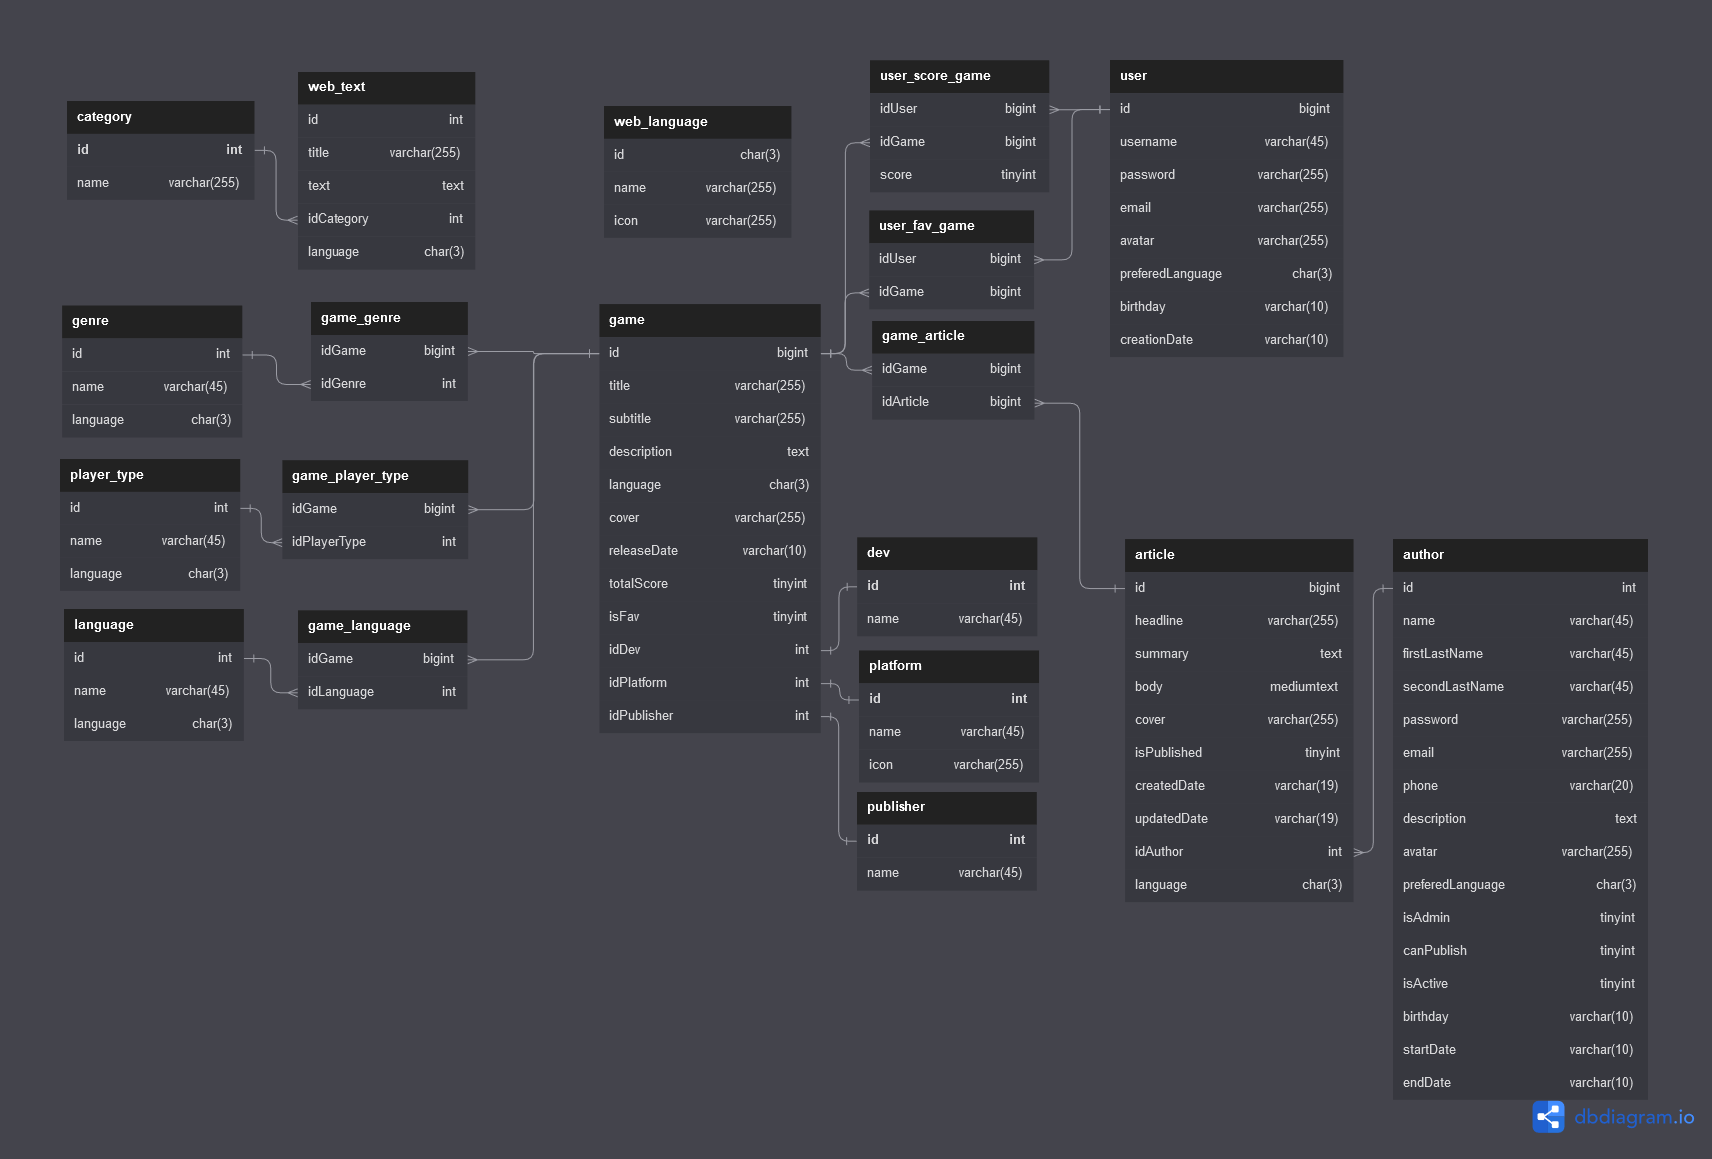 category
id int
name varchar(255)
web_text
id int
title varchar(255)
text text
idCategory int
language char(3)
web_language
id char(3)
name varchar(255)
icon varchar(255)
user_score_game
idUser bigint
idGame bigint
score tinyint
user
id bigint
username varchar(45)
password varchar(255)
email varchar(255)
avatar varchar(255)
preferedLanguage char(3)
birthday varchar(10)
creationDate varchar(10)
user_fav_game
idUser bigint
idGame bigint
game_article
idGame bigint
idArticle bigint
genre
id int
name varchar(45)
language char(3)
game_genre
idGame bigint
idGenre int
game
id bigint
title varchar(255)
subtitle varchar(255)
description text
language char(3)
cover varchar(255)
releaseDate varchar(10)
totalScore tinyint
isFav tinyint
idDev int
idPlatform int
idPublisher int
player_type
id int
name varchar(45)
language char(3)
game_player_type
idGame bigint
idPlayerType int
language
id int
name varchar(45)
language char(3)
game_language
idGame bigint
idLanguage int
dev
id int
name varchar(45)
platform
id int
name varchar(45)
icon varchar(255)
publisher
id int
name varchar(45)
article
id bigint
headline varchar(255)
summary text
body mediumtext
cover varchar(255)
isPublished tinyint
createdDate varchar(19)
updatedDate varchar(19)
idAuthor int
language char(3)
author
id int
name varchar(45)
firstLastName varchar(45)
secondLastName varchar(45)
password varchar(255)
email varchar(255)
phone varchar(20)
description text
avatar varchar(255)
preferedLanguage char(3)
isAdmin tinyint
canPublish tinyint
isActive tinyint
birthday varchar(10)
startDate varchar(10)
endDate varchar(10)
dbdiagram.io